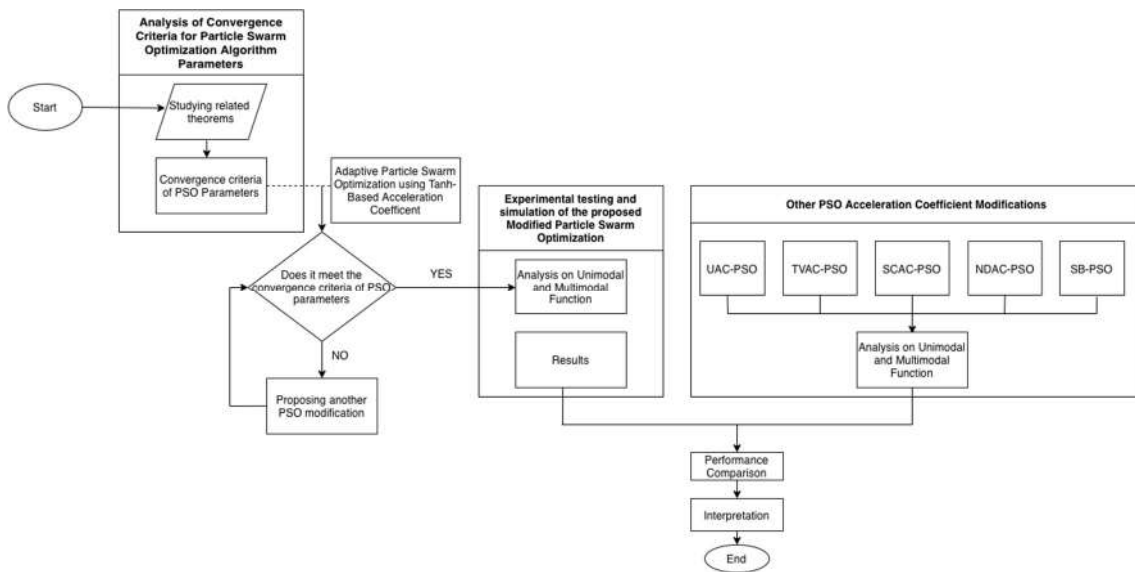 Analysis of Convergence
Criteria for Particle Swarm
Optimization Algorithm
Parameters
Start
Studying related
theorems
Convergence criteria
of PSO Parameters
Adaptive Particle Swarm
Optimization using Tanh-
Based Acceleration
Coefficent
Does it meet the
convergence criteria of PSO
parameters
YES
NO
Proposing another
PSO modification
Experimental testing and
simulation of the proposed
Modified Particle Swarm
Optimization
Analysis on Unimodal
and Multimodal
Function
Results
Other PSO Acceleration Coefficient Modifications
UAC-PSO
TVAC-PSO
SCAC-PSO
NDAC-PSO
SB-PSO
Analysis on Unimodal
and Multimodal
Function
Performance
Comparison
Interpretation
End